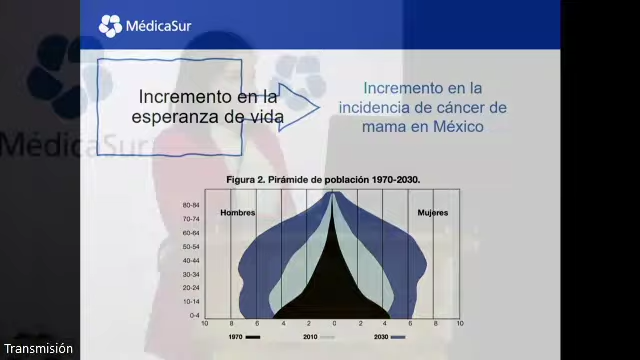 MédicaSur
Incremento en la
esperanza de vida
Incremento en la
incidencia de cáncer de
mama en México
MédicaSur
Figura 2. Pirámide de población 1970-2030.
Hombres
Mujeres
80-84
70-74
60-64
50-54
40-44
30-34
20-24
10-14
0-4
10 8 6 4 2 0 2 4 6 8 10
1970 2010 2030
Transmisión